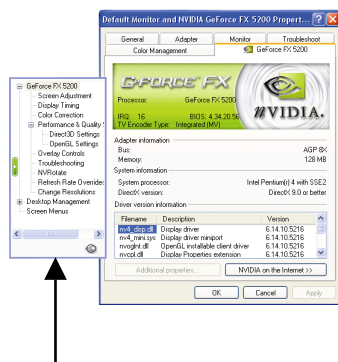 Default Monitor and NVIDIA GeForce FX 5200 Propert...
General Adapter Monitor Troubleshoot
Color Management GeForce FX 5200
GEFORCE FX
Processor: GeForce FX 5200
IRQ: 16 BIOS: 4.34.20.56
TV Encoder Type: Integrated (MV)
NVIDIA.
Adapter information
Bus: AGP 8X
Memory: 128 MB
System information
System processor: Intel Pentium(r) 4 with SSE2
DirectX version: DirectX 9.0 or better
Driver version information
Filename Description Version
nv4_disp.dll Display driver 6.14.10.5216
nv4_mini.sys Display driver miniport 6.14.10.5216
nvoglnt.dll OpenGL installable client driver 6.14.10.5216
nvcpl.dll Display Properties extension 6.14.10.5216
Additional properties... NVIDIA on the Internet >>
OK Cancel Apply
GeForce FX 5200
Screen Adjustment
Display Timing
Color Correction
Performance & Quality
Direct3D Settings
OpenGL Settings
Overlay Controls
Troubleshooting
NVRotate
Refresh Rate Overrides
Change Resolutions
Desktop Management
Screen Menus